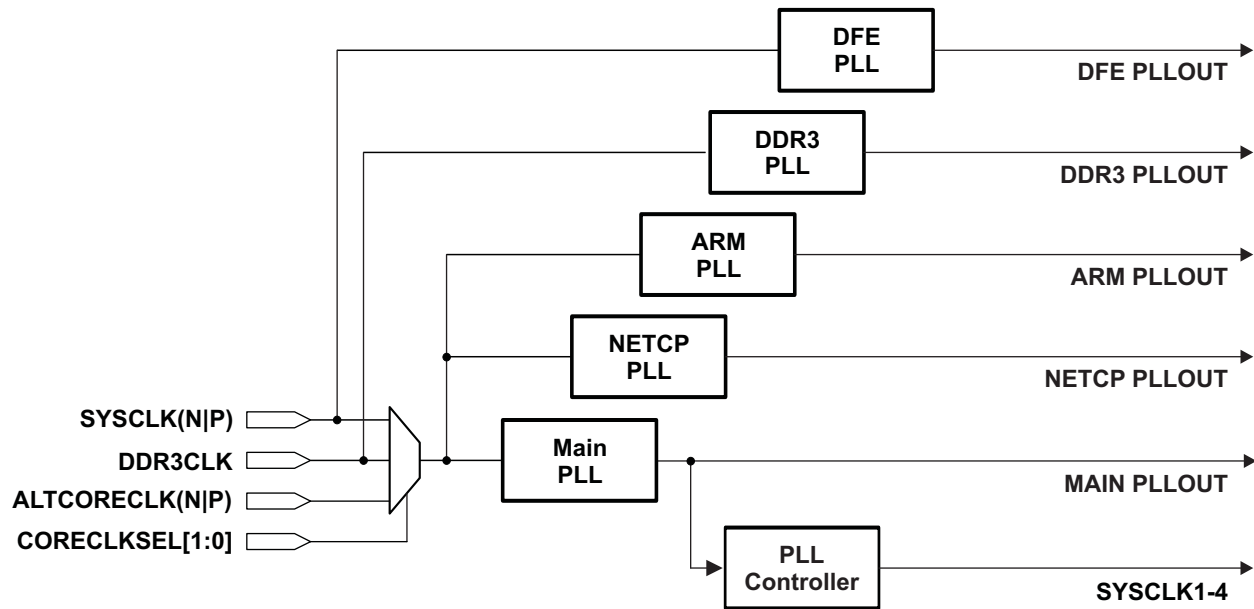 DFE
PLL
DFE PLLOUT
DDR3
PLL
DDR3 PLLOUT
ARM
PLL
ARM PLLOUT
NETCP
PLL
NETCP PLLOUT
SYSCLK(N|P)
DDR3CLK
ALTCORECLK(N|P)
CORECLKSEL[1:0]
Main
PLL
MAIN PLLOUT
PLL
Controller
SYSCLK1-4